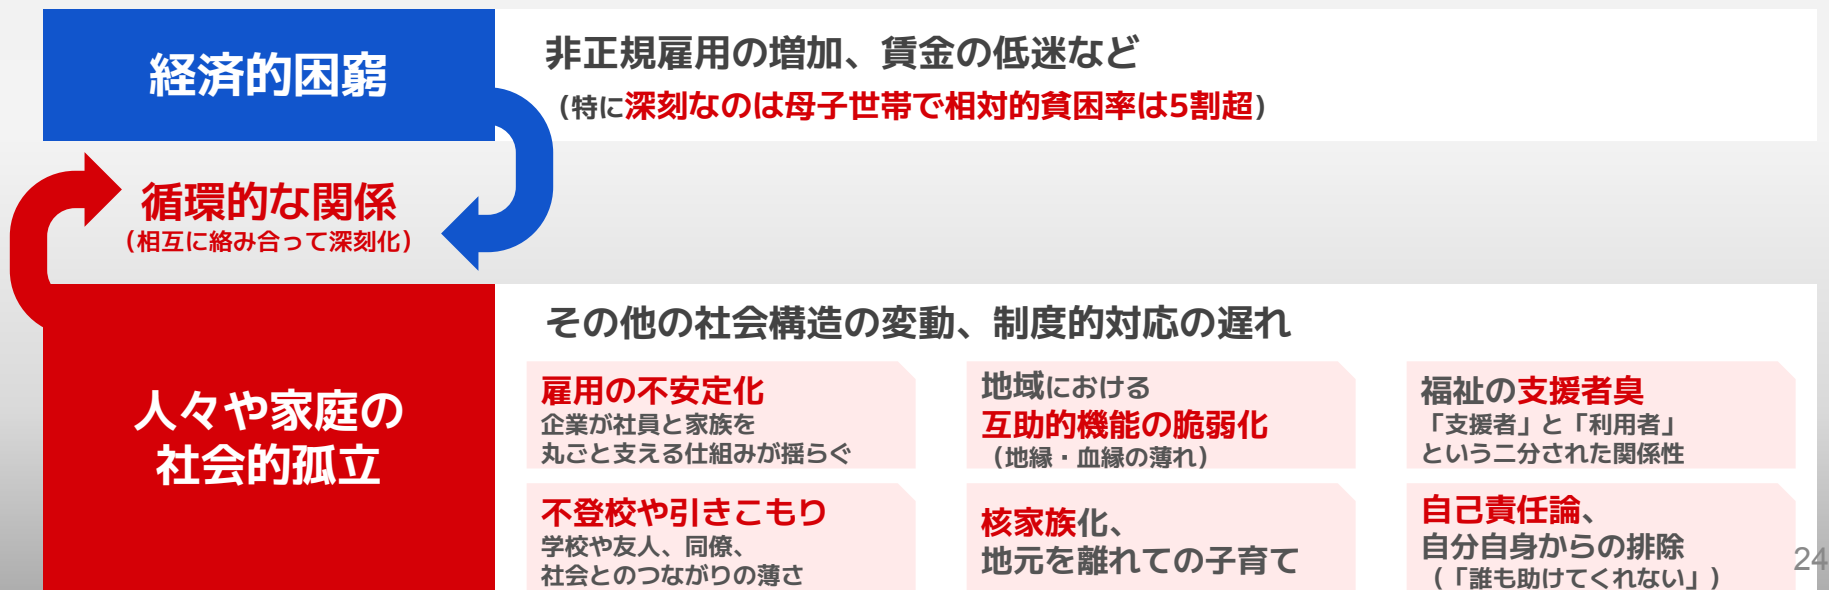 経済的困窮
非正規雇用の増加、賃金の低迷など
（特に深刻なのは母子世帯で相対的貧困率は5割超）
循環的な関係
（相互に絡み合って深刻化）
人々や家庭の
社会的孤立
その他の社会構造の変動、制度的対応の遅れ
雇用の不安定化
企業が社員と家族を
丸ごと支える仕組みが揺らぐ
地域における
互助的機能の脆弱化
（地縁・血縁の薄れ）
福祉の支援者臭
「支援者」と「利用者」
という二分された関係性
不登校や引きこもり
学校や友人、同僚、
社会とのつながりの薄さ
核家族化、
地元を離れての子育て
自己責任論、
自分自身からの排除
（「誰も助けてくれない」）
24